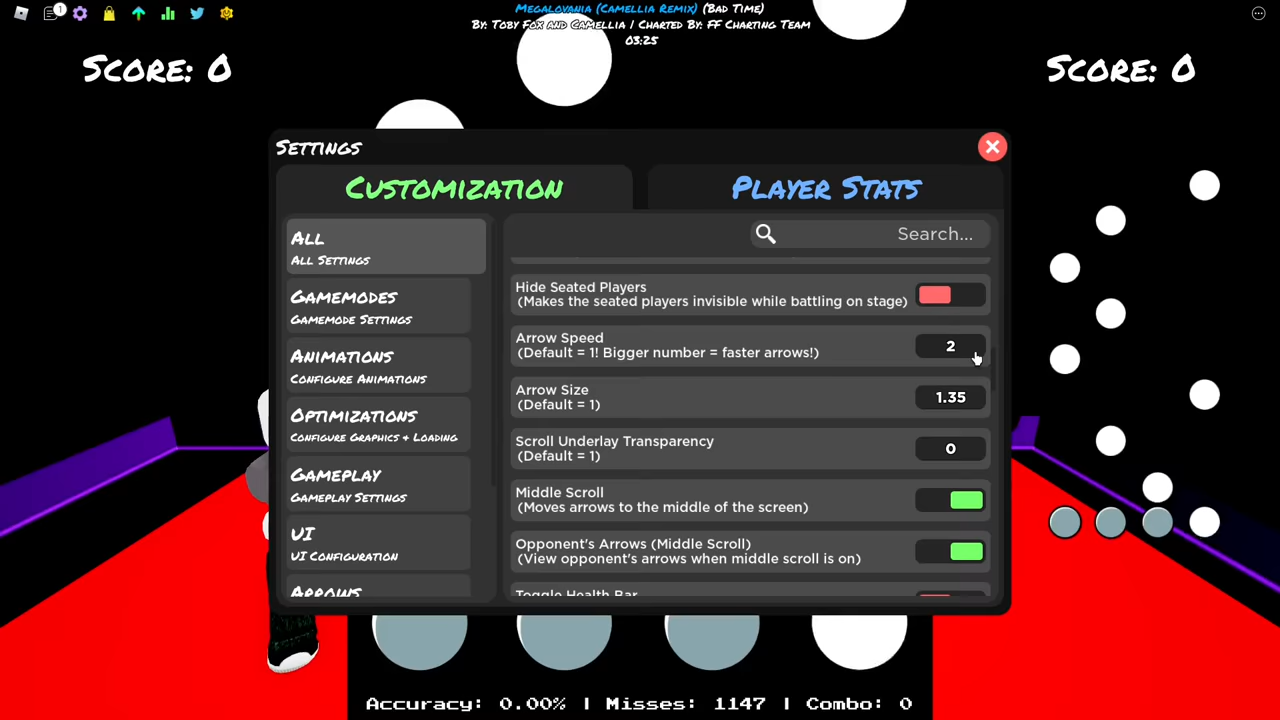 1
Megalovania (Camellia Remix) (Bad Time)
By: Toby Fox and Camellia | Charted By: FF Charting Team
03:25
Score: 0
Score: 0
Settings
Customization
Player Stats
All
All Settings
Gamemodes
Gamemode Settings
Animations
Configure Animations
Optimizations
Configure Graphics & Loading
Gameplay
Gameplay Settings
UI
UI Configuration
Arrows
Search...
Hide Seated Players
(Makes the seated players invisible while battling on stage)
Arrow Speed
(Default = 1! Bigger number = faster arrows!)
2
Arrow Size
(Default = 1)
1.35
Scroll Underlay Transparency
(Default = 1)
0
Middle Scroll
(Moves arrows to the middle of the screen)
Opponent's Arrows (Middle Scroll)
(View opponent's arrows when middle scroll is on)
Toggle Health Bar
Accuracy: 0.00% | Misses: 1147 | Combo: 0